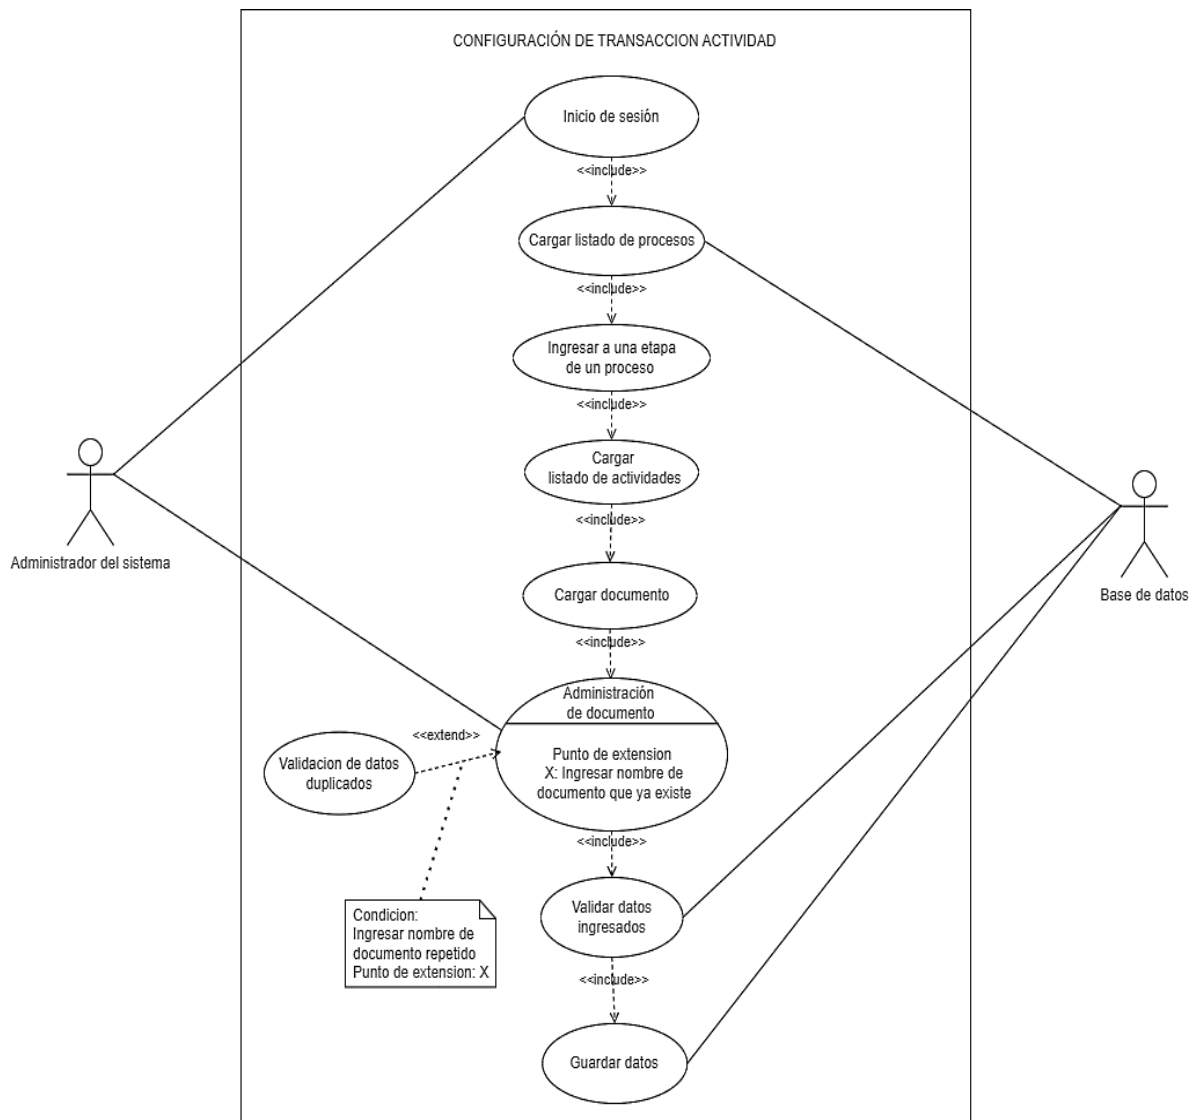 CONFIGURACIÓN DE TRANSACCION ACTIVIDAD
Inicio de sesión
<<include>>
Cargar listado de procesos
<<include>>
Ingresar a una etapa
de un proceso
<<include>>
Cargar
listado de actividades
<<include>>
Administrador del sistema
Base de datos
Cargar documento
<<include>>
Administración
de documento
<<extend>>
Punto de extension
X: Ingresar nombre de
documento que ya existe
Validacion de datos
duplicados
<<include>>
Validar datos
ingresados
Condicion:
Ingresar nombre de
documento repetido
Punto de extension: X
<<include>>
Guardar datos